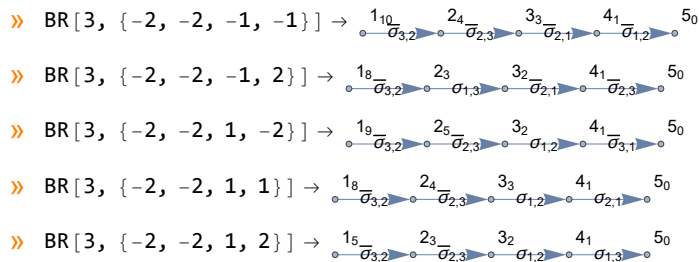 » BR[3, {-2, -2, -1, -1}] → 1₁₀ σ̅₃,₂ 2₄ σ̅₂,₃ 3₃ σ̅₂,₁ 4₁ σ̅₁,₂ 5₀
» BR[3, {-2, -2, -1, 2}] → 1₈ σ̅₃,₂ 2₃ σ₁,₃ 3₂ σ̅₂,₁ 4₁ σ̅₂,₃ 5₀
» BR[3, {-2, -2, 1, -2}] → 1₉ σ̅₃,₂ 2₅ σ̅₂,₃ 3₂ σ₁,₂ 4₁ σ̅₃,₁ 5₀
» BR[3, {-2, -2, 1, 1}] → 1₈ σ̅₃,₂ 2₄ σ̅₂,₃ 3₃ σ₁,₂ 4₁ σ₂,₁ 5₀
» BR[3, {-2, -2, 1, 2}] → 1₅ σ̅₃,₂ 2₃ σ̅₂,₃ 3₂ σ₁,₂ 4₁ σ₁,₃ 5₀